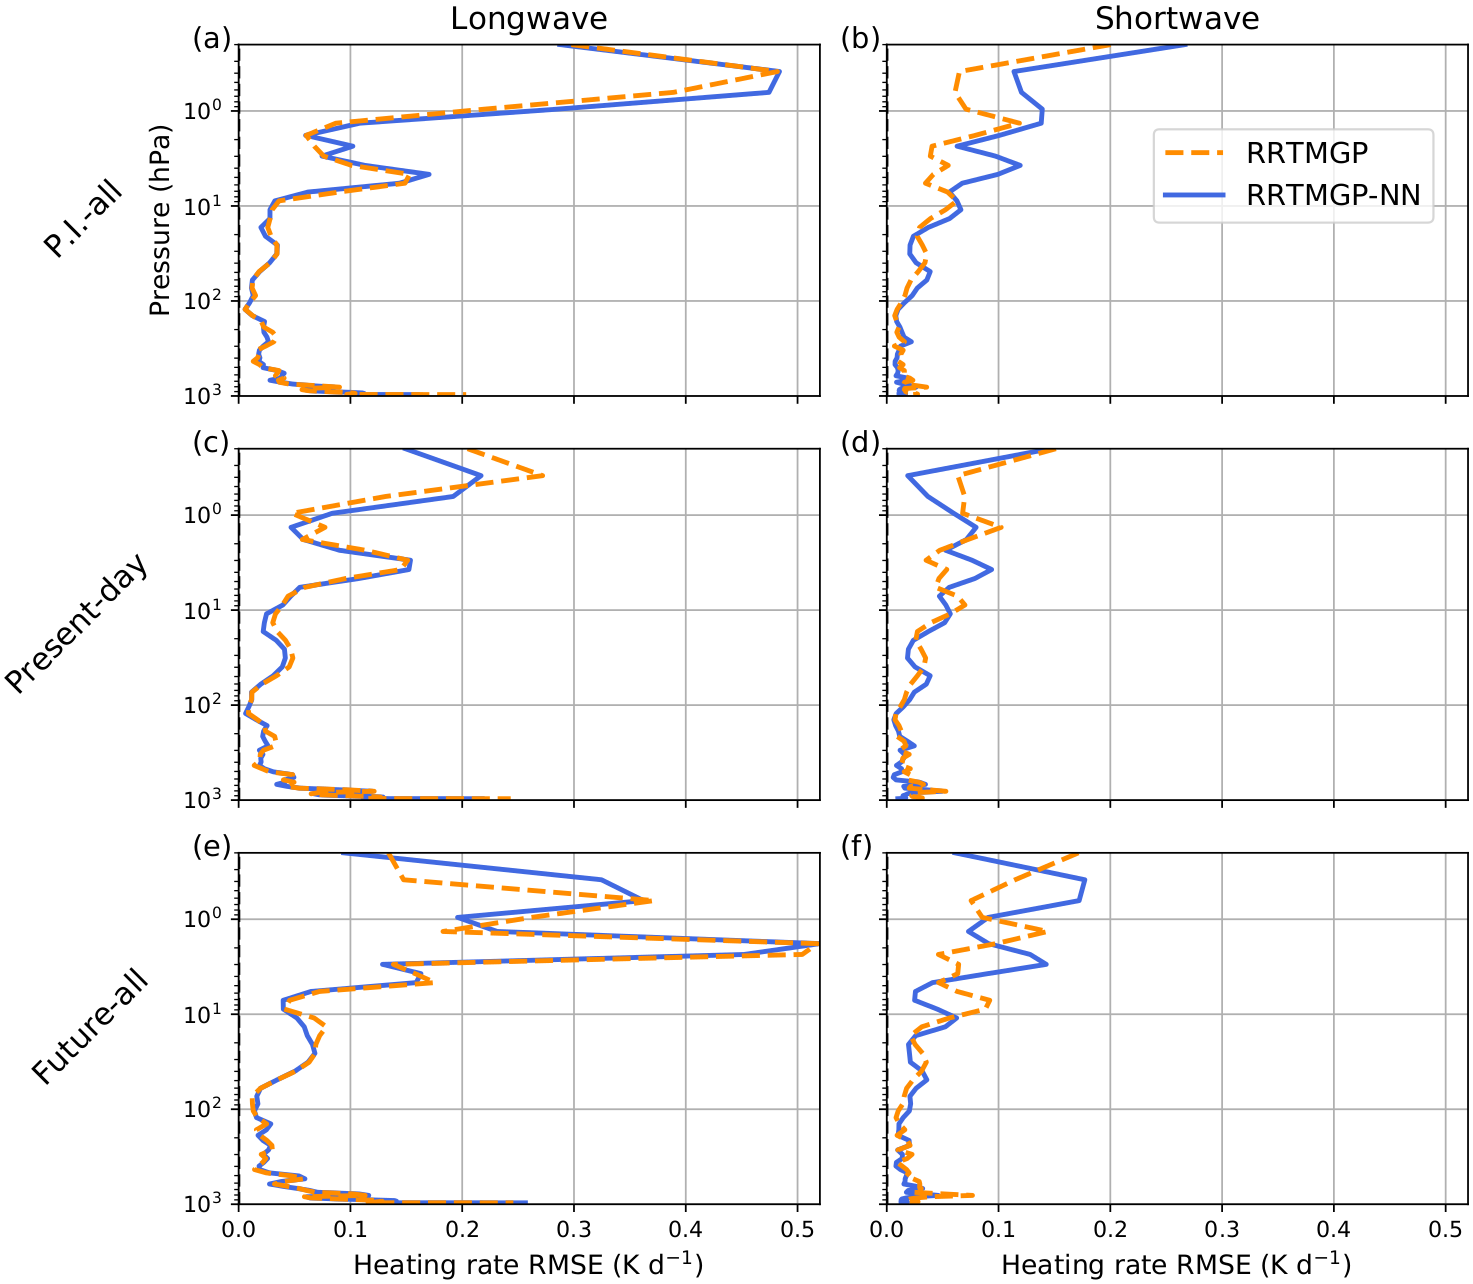 Longwave Shortwave
(a) (b)
10⁰
10¹
10²
10³
Pressure (hPa)
P.I.-all
RRTMGP
RRTMGP-NN
(c) (d)
10⁰
10¹
10²
10³
Present-day
(e) (f)
10⁰
10¹
10²
10³
Future-all
0.0 0.1 0.2 0.3 0.4 0.5 0.0 0.1 0.2 0.3 0.4 0.5
Heating rate RMSE (K d⁻¹) Heating rate RMSE (K d⁻¹)